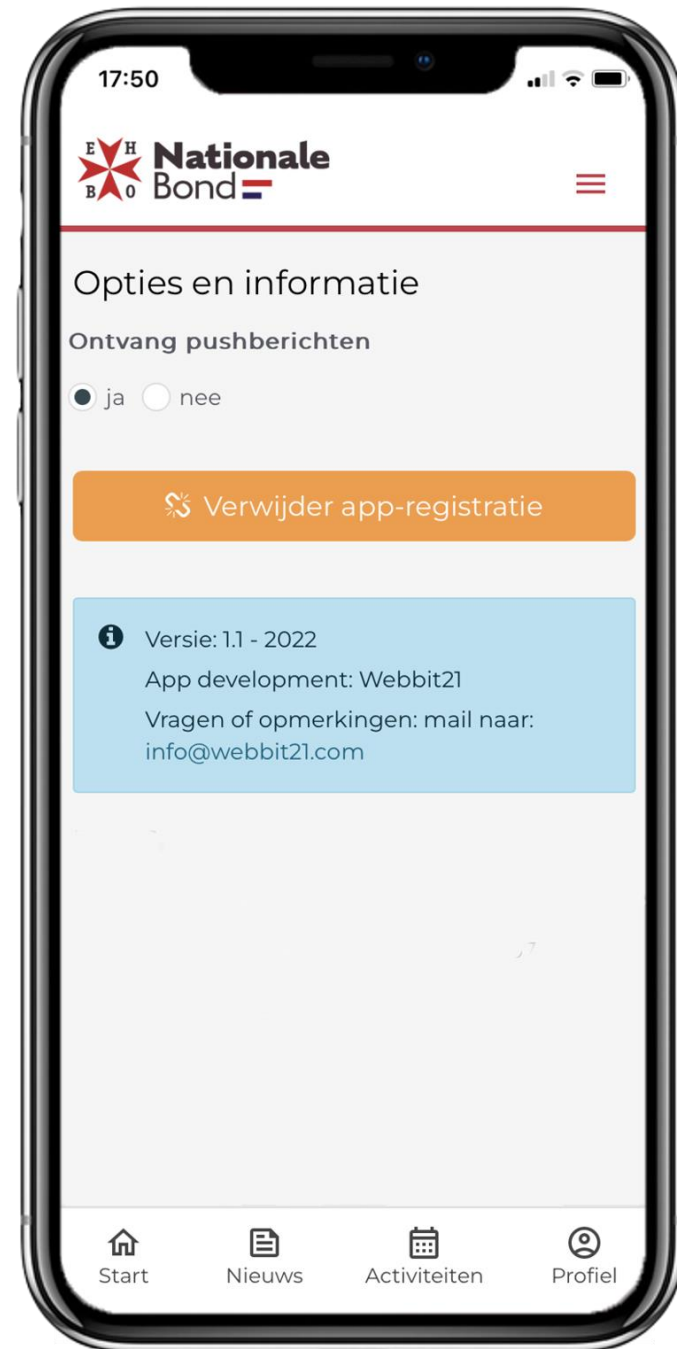 17:50
E H
B O
Nationale
Bond
Opties en informatie
Ontvang pushberichten
ja nee
Verwijder app-registratie
Versie: 1.1 - 2022
App development: Webbit21
Vragen of opmerkingen: mail naar:
info@webbit21.com
Start Nieuws Activiteiten Profiel